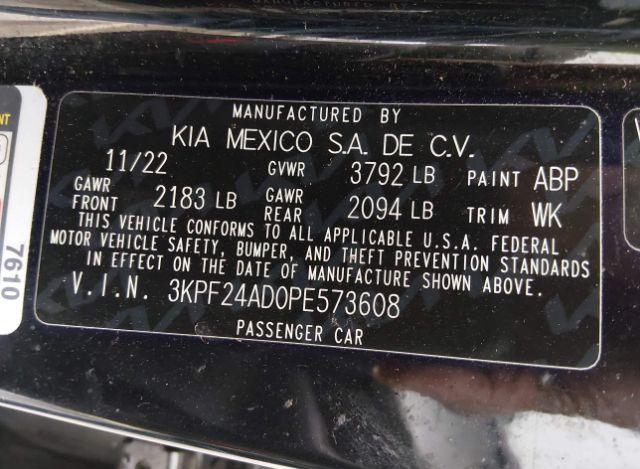 MANUFACTURED BY
KIA MEXICO S.A. DE C.V.
11/22 GVWR 3792 LB PAINT ABP
GAWR FRONT 2183 LB GAWR REAR 2094 LB TRIM WK
THIS VEHICLE CONFORMS TO ALL APPLICABLE U.S.A. FEDERAL
MOTOR VEHICLE SAFETY, BUMPER, AND THEFT PREVENTION STANDARDS
IN EFFECT ON THE DATE OF MANUFACTURE SHOWN ABOVE.
V.I.N. 3KPF24AD0PE573608
PASSENGER CAR
7610